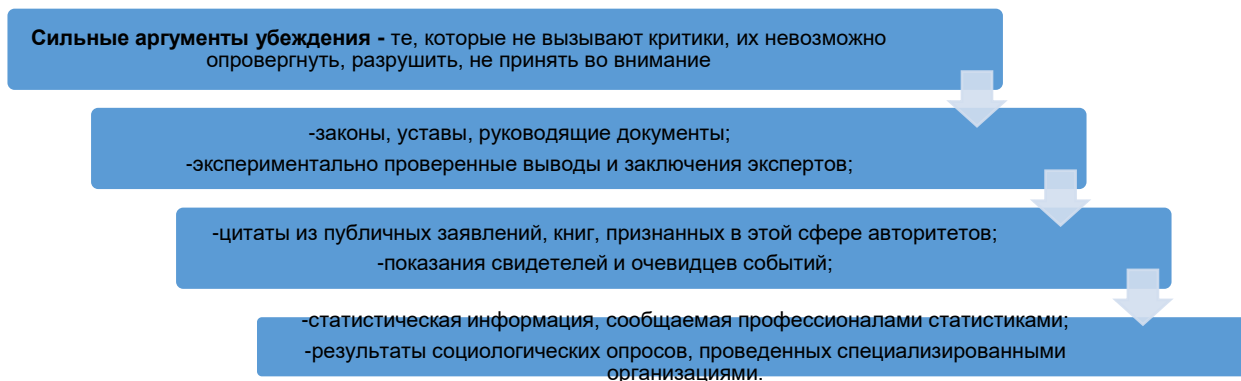 Сильные аргументы убеждения - те, которые не вызывают критики, их невозможно
опровергнуть, разрушить, не принять во внимание
-законы, уставы, руководящие документы;
-экспериментально проверенные выводы и заключения экспертов;
-цитаты из публичных заявлений, книг, признанных в этой сфере авторитетов;
-показания свидетелей и очевидцев событий;
-статистическая информация, сообщаемая профессионалами статистиками;
-результаты социологических опросов, проведенных специализированными
организациями.